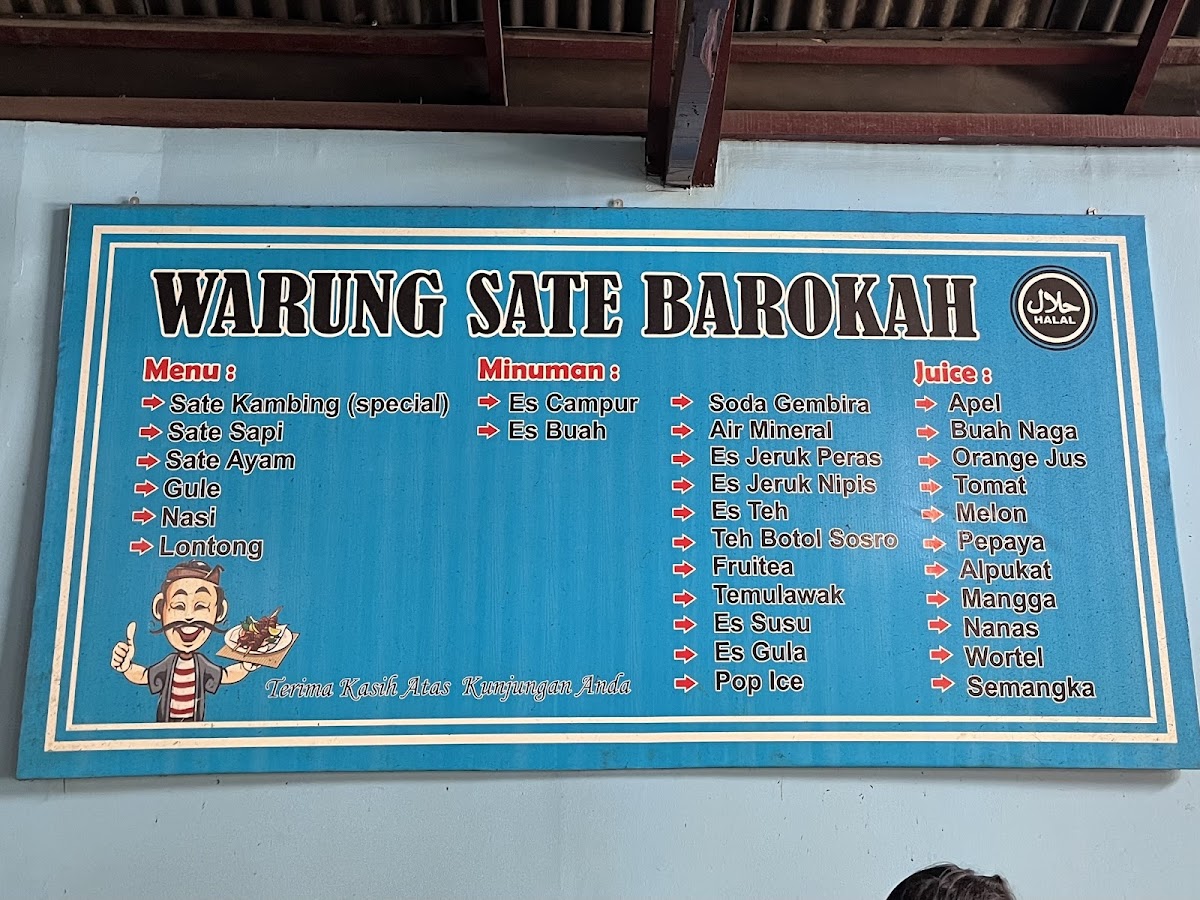 WARUNG SATE BAROKAH
حلال
HALAL
Menu :
Sate Kambing (special)
Sate Sapi
Sate Ayam
Gule
Nasi
Lontong
Minuman :
Es Campur
Es Buah
Soda Gembira
Air Mineral
Es Jeruk Peras
Es Jeruk Nipis
Es Teh
Teh Botol Sosro
Fruitea
Temulawak
Es Susu
Es Gula
Pop Ice
Juice :
Apel
Buah Naga
Orange Jus
Tomat
Melon
Pepaya
Alpukat
Mangga
Nanas
Wortel
Semangka
Terima Kasih Atas Kunjungan Anda